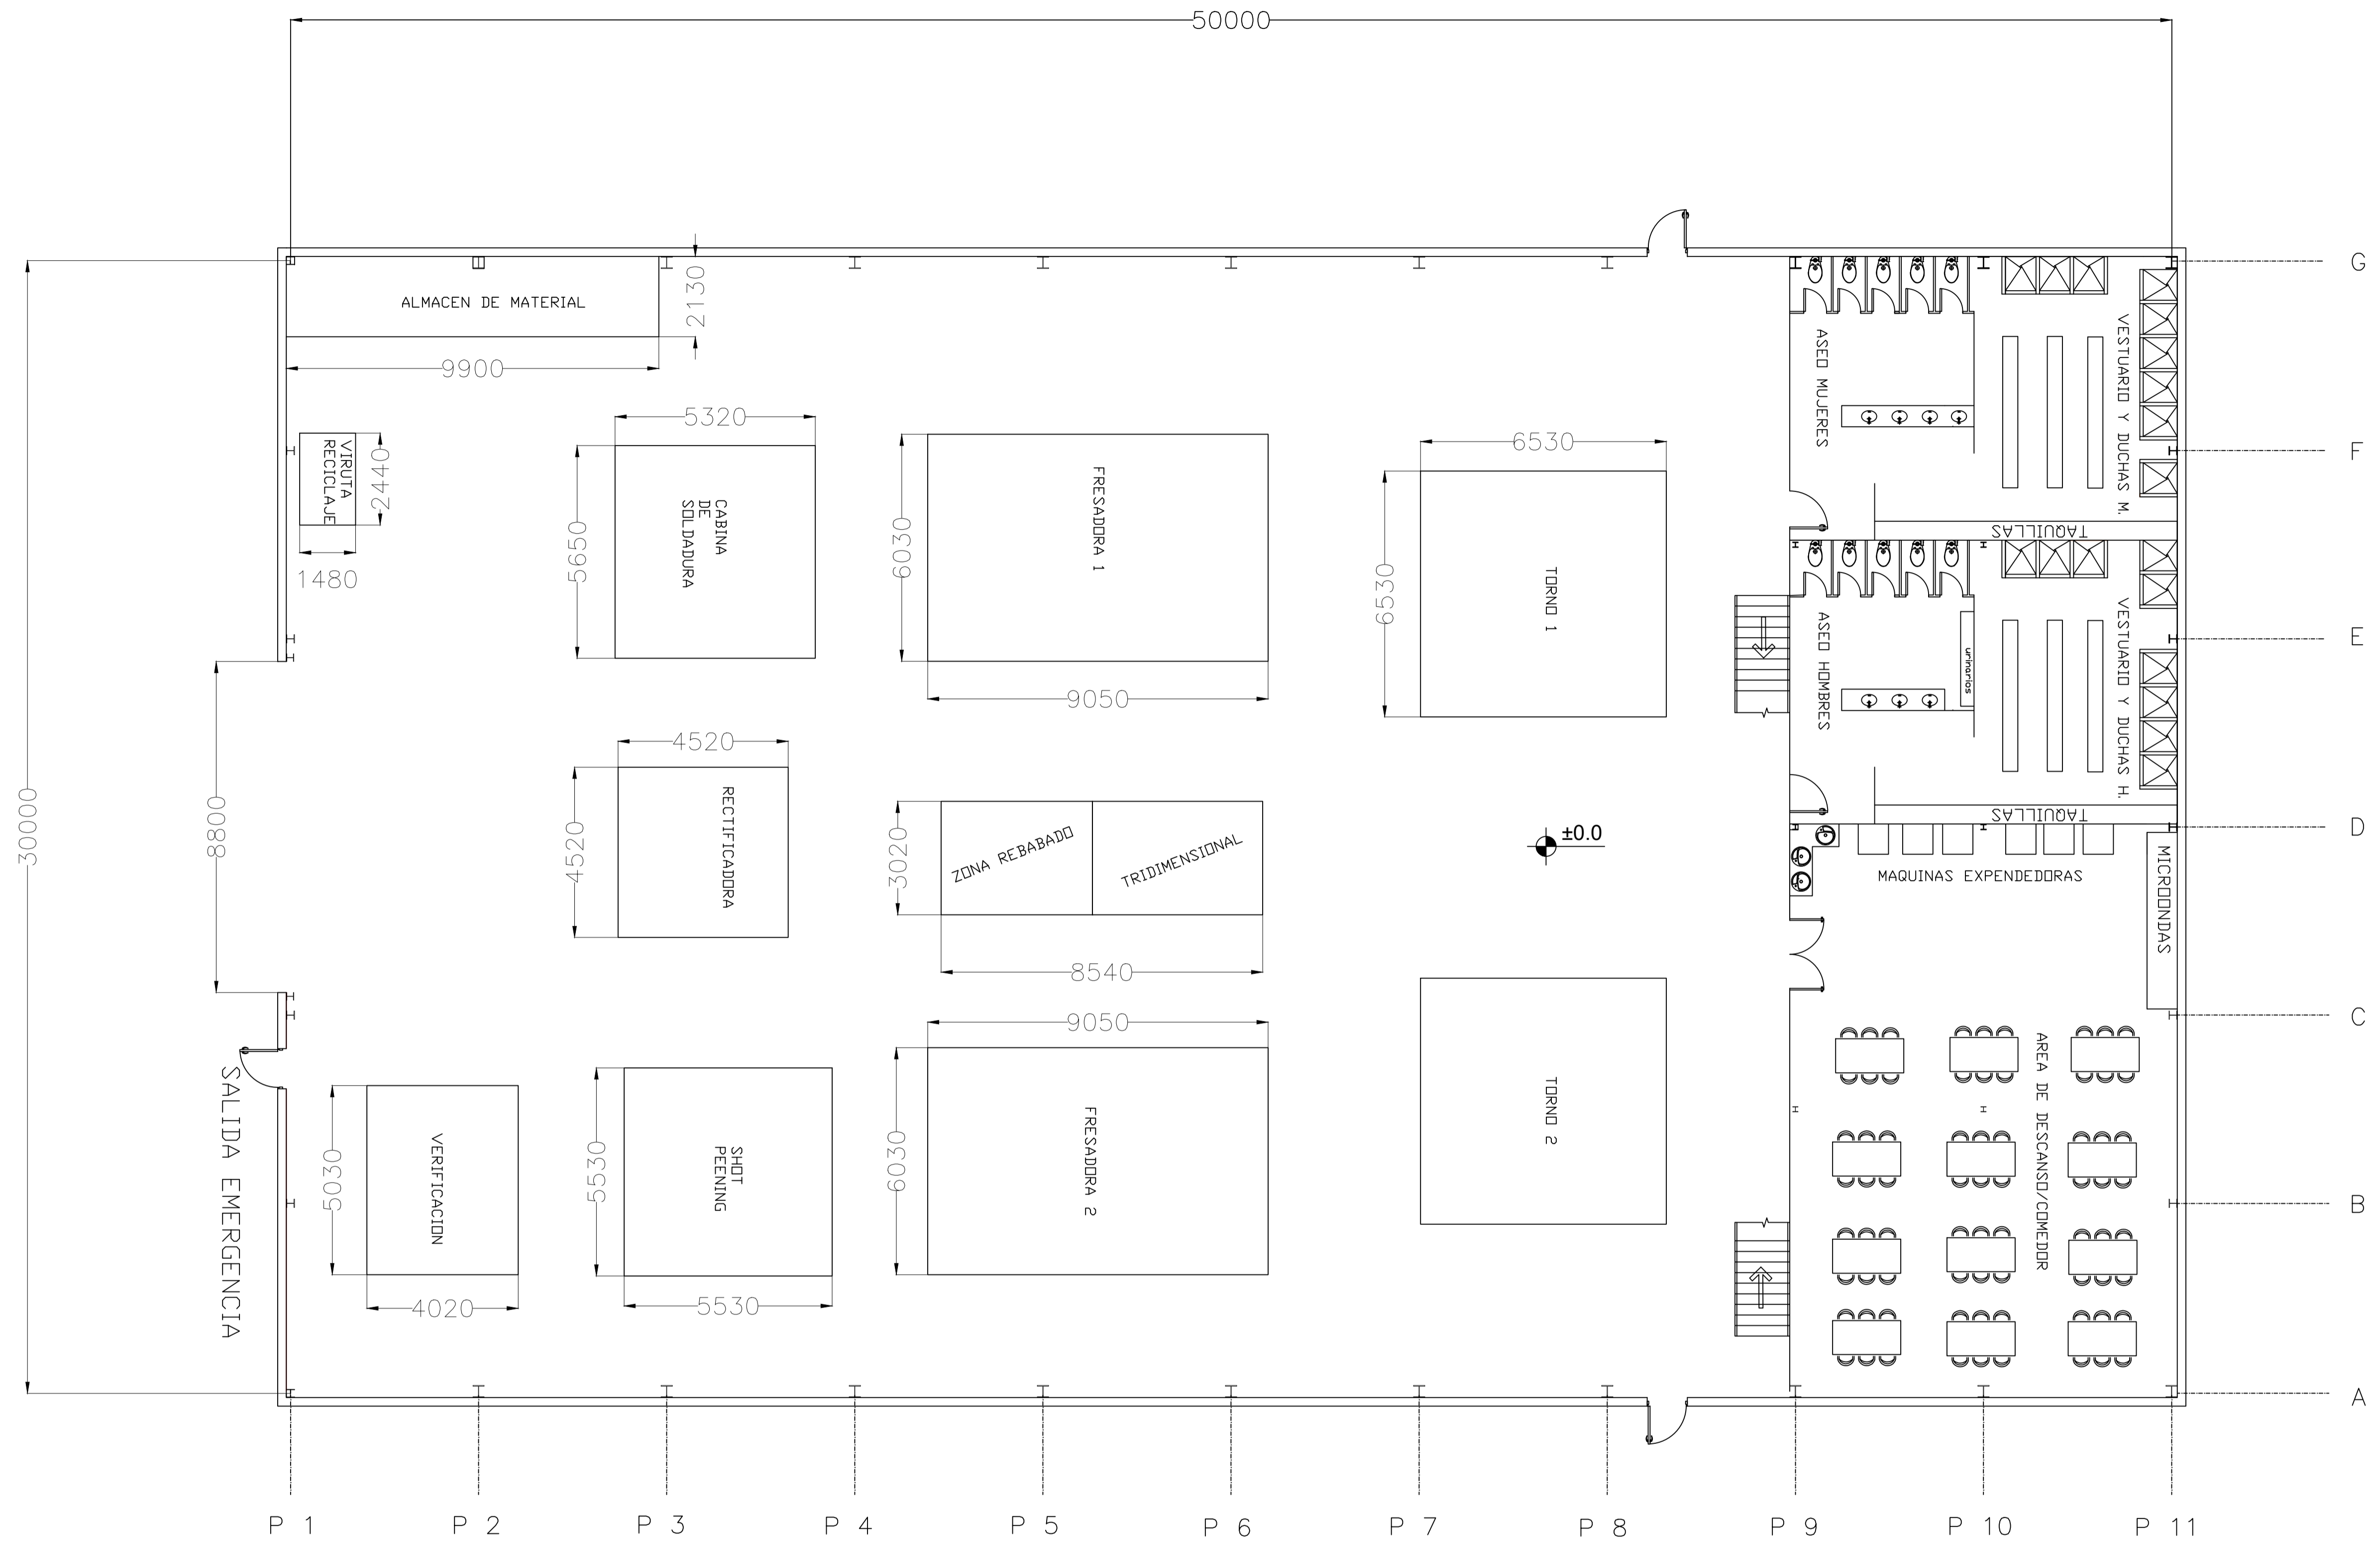 50000
ALMACEN DE MATERIAL
2130
9900
30000
8800
VIRUTA
RECICLAJE
2440
1480
5320
5650
CABINA
DE
SOLDADURA
6030
FRESADORA 1
9050
6530
6530
TORNO 1
4520
4520
RECTIFICADORA
3020
ZONA REBABADO
TRIDIMENSIONAL
8540
±0.0
SALIDA EMERGENCIA
5030
VERIFICACION
4020
5530
SHOT
PEENING
5530
9050
6030
FRESADORA 2
TORNO 2
ASEO MUJERES
VESTUARIO Y DUCHAS M.
TAQUILLAS
ASEO HOMBRES
urinarios
VESTUARIO Y DUCHAS H.
TAQUILLAS
MAQUINAS EXPENDEDORAS
MICROONDAS
AREA DE DESCANSO/COMEDOR
G
F
E
D
C
B
A
P 1
P 2
P 3
P 4
P 5
P 6
P 7
P 8
P 9
P 10
P 11